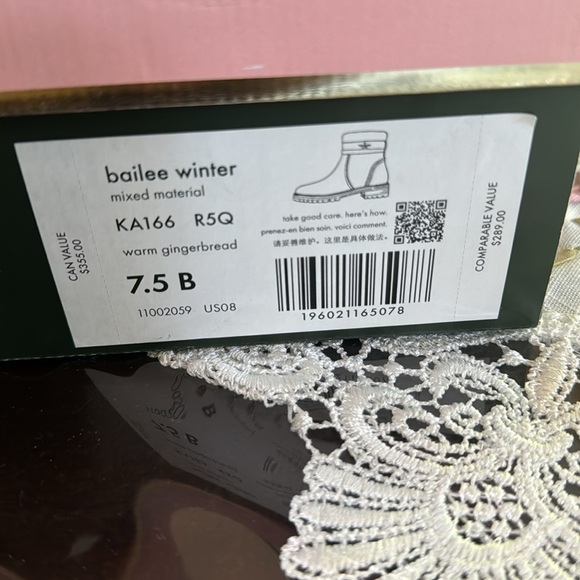 CAN VALUE
$355.00
bailee winter
mixed material
KA166 R5Q
warm gingerbread
7.5 B
11002059 US08
take good care. here's how.
prenez-en bien soin. voici comment.
请妥善维护。这里是具体做法。
196021165078
COMPARABLE VALUE
$289.00